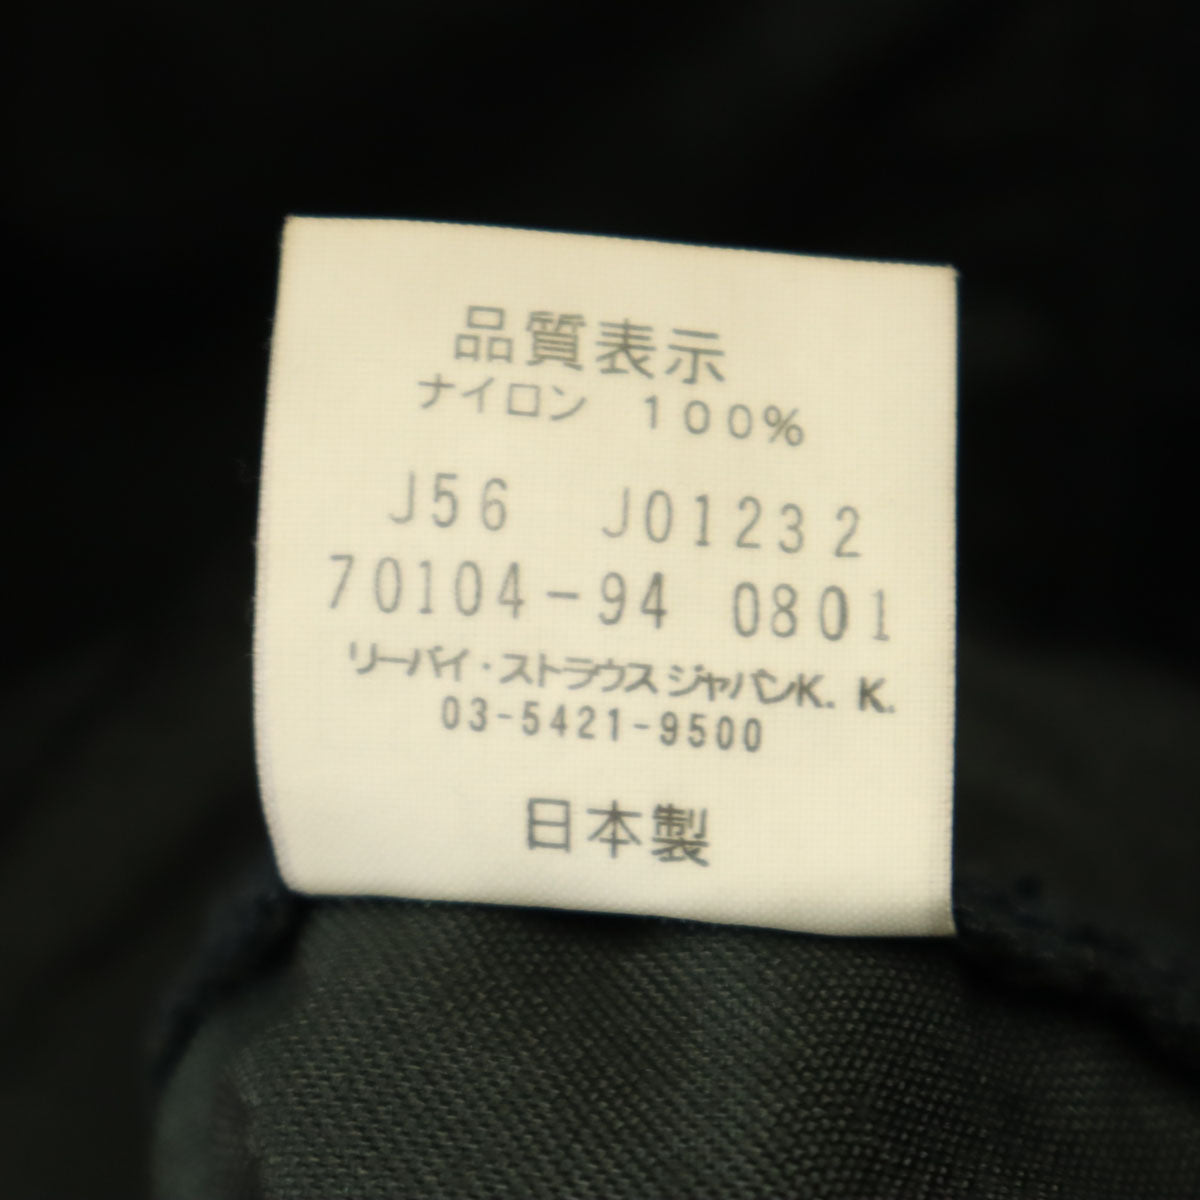 品質表示
ナイロン 100%
J56 J01232
70104-94 0801
リーバイ・ストラウス ジャパンK. K.
03-5421-9500
日本製